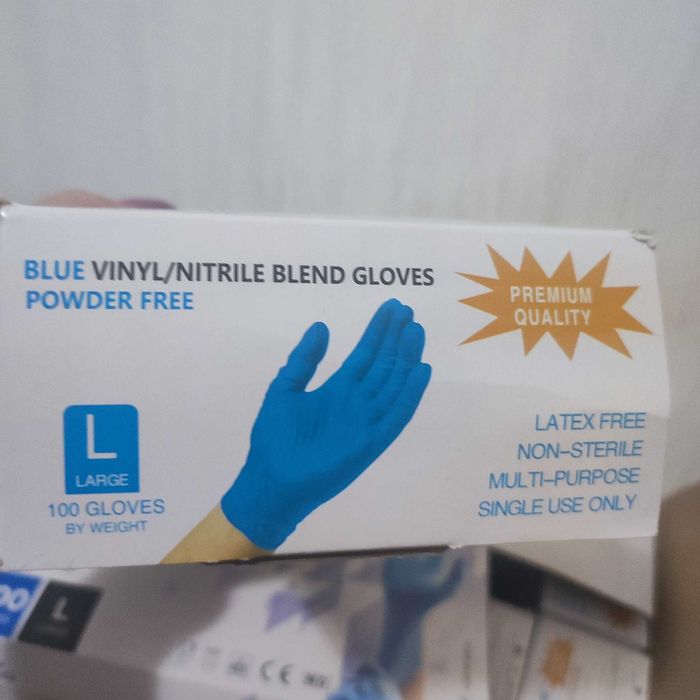 BLUE VINYL/NITRILE BLEND GLOVES
POWDER FREE
PREMIUM
QUALITY
L
LARGE
100 GLOVES
BY WEIGHT
LATEX FREE
NON-STERILE
MULTI-PURPOSE
SINGLE USE ONLY
L
CE